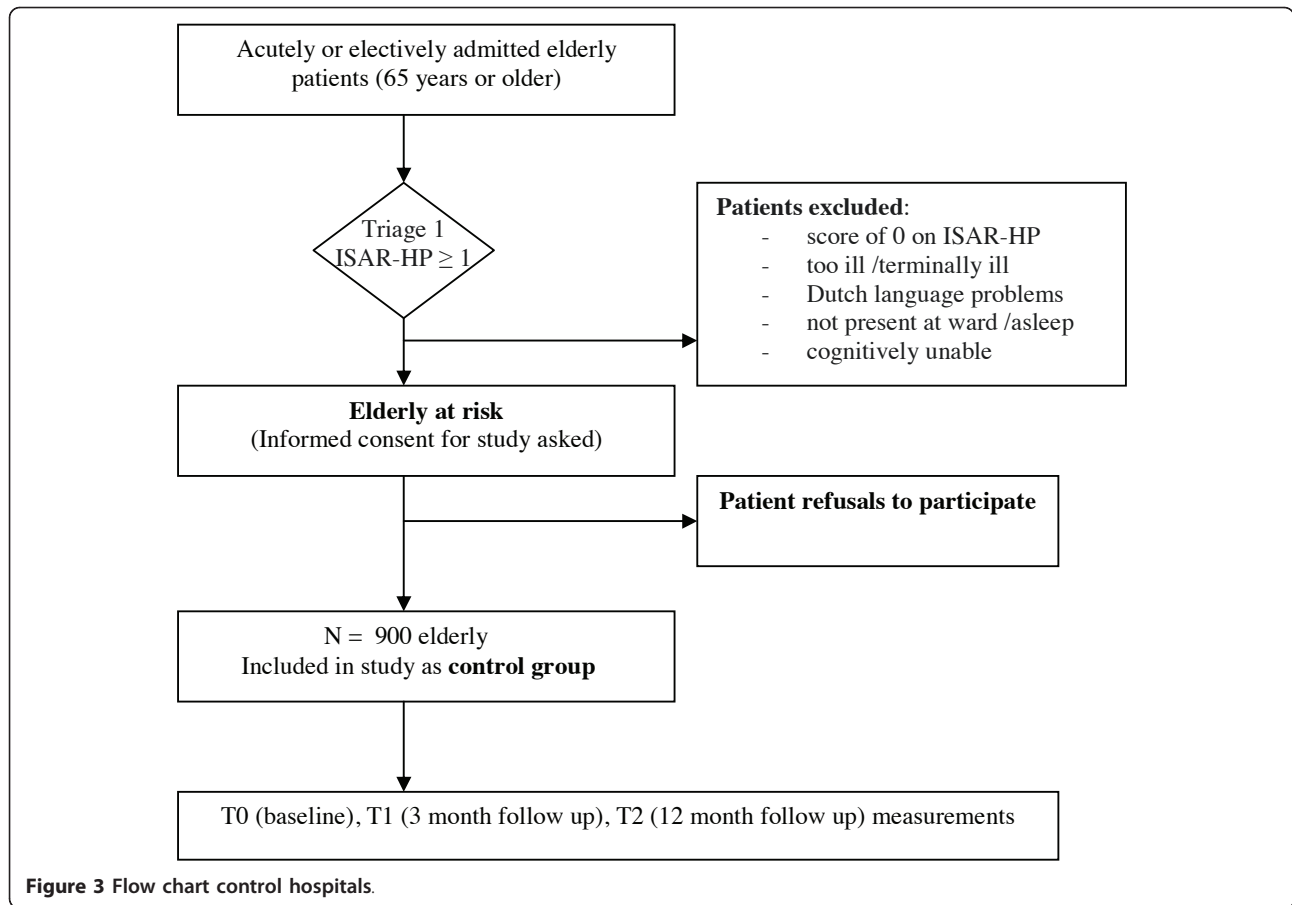 Acutely or electively admitted elderly
patients (65 years or older)
Triage 1
ISAR-HP ≥ 1
Patients excluded:
- score of 0 on ISAR-HP
- too ill /terminally ill
- Dutch language problems
- not present at ward /asleep
- cognitively unable
Elderly at risk
(Informed consent for study asked)
Patient refusals to participate
N = 900 elderly
Included in study as control group
T0 (baseline), T1 (3 month follow up), T2 (12 month follow up) measurements
Figure 3 Flow chart control hospitals.